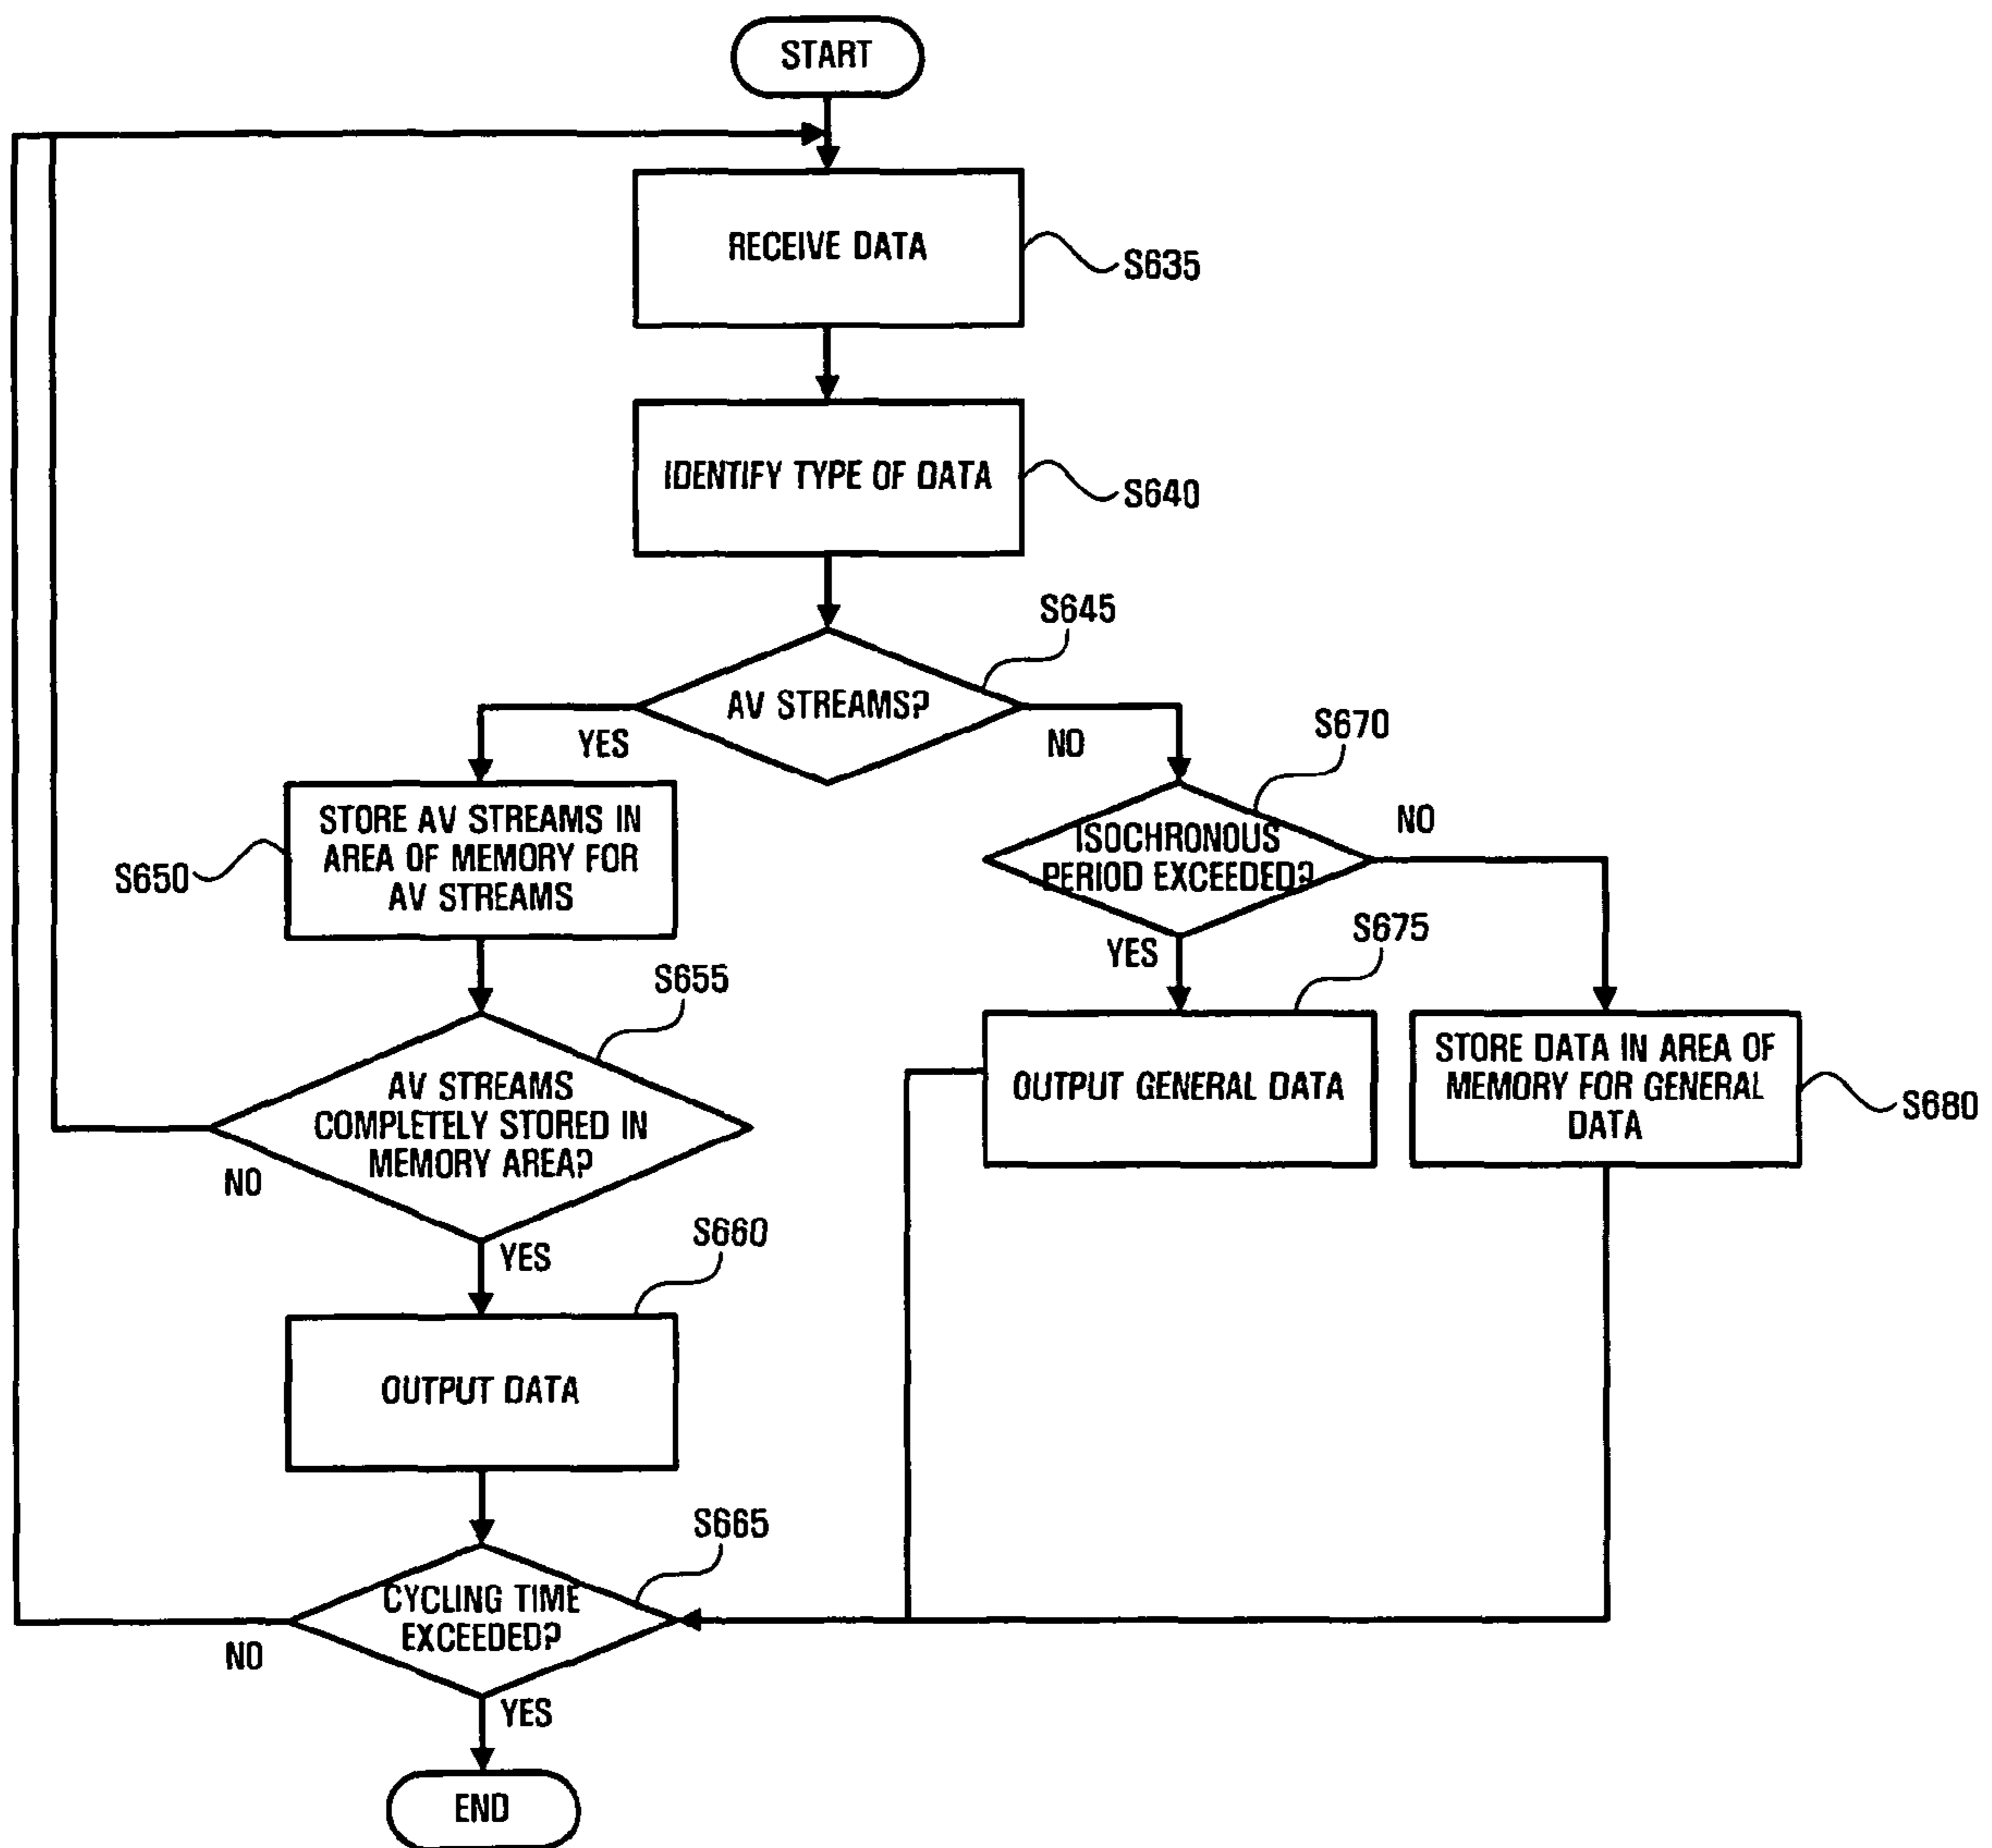 START
RECEIVE DATA
S635
IDENTIFY TYPE OF DATA
S640
S645
AV STREAMS?
YES
NO
S670
STORE AV STREAMS IN
AREA OF MEMORY FOR
AV STREAMS
S650
ISOCHRONOUS
PERIOD EXCEEDED?
NO
YES
S675
S655
AV STREAMS
COMPLETELY STORED IN
MEMORY AREA?
NO
YES
OUTPUT GENERAL DATA
STORE DATA IN AREA OF
MEMORY FOR GENERAL
DATA
S680
S660
OUTPUT DATA
S665
CYCLING TIME
EXCEEDED?
NO
YES
END